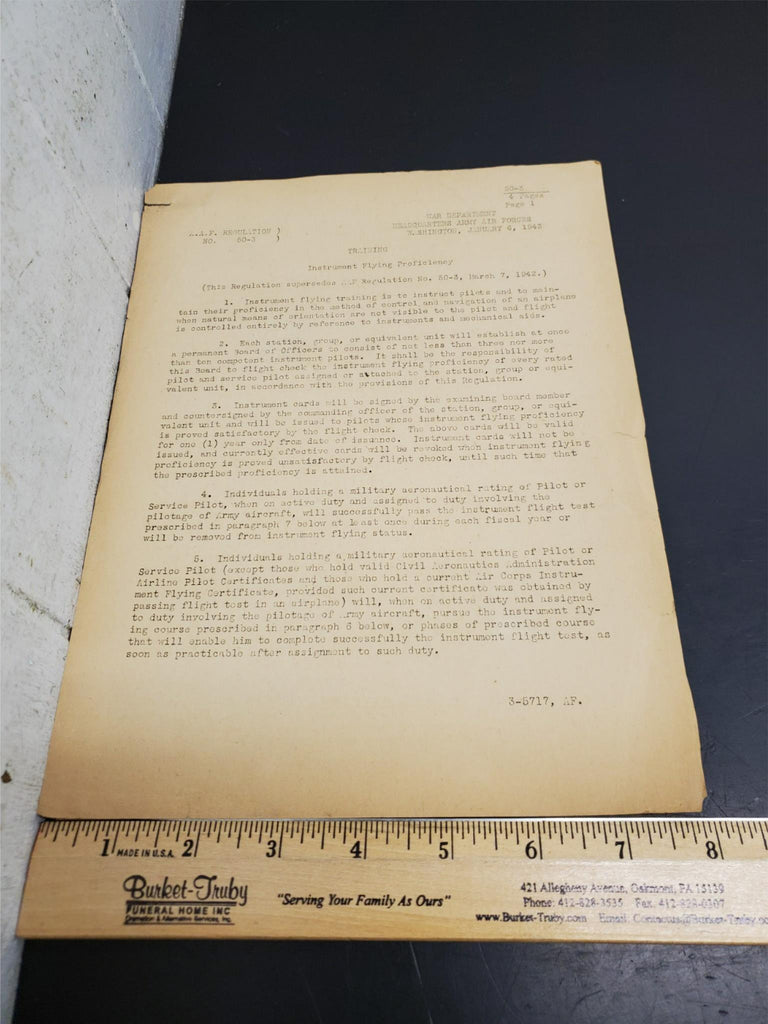 50-3
4 Pages
Page 1
WAR DEPARTMENT
HEADQUARTERS ARMY AIR FORCES
WASHINGTON, JANUARY 6, 1943
A.A.F. REGULATION )
NO. 50-3 )
TRAINING
Instrument Flying Proficiency
(This Regulation supersedes AAF Regulation No. 50-3, March 7, 1942.)
1. Instrument flying training is to instruct pilots and to main-
tain their proficiency in the method of control and navigation of an airplane
when natural means of orientation are not visible to the pilot and flight
is controlled entirely by reference to instruments and mechanical aids.
2. Each station, group, or equivalent unit will establish at once
a permanent Board of Officers to consist of not less than three nor more
than ten competent instrument pilots. It shall be the responsibility of
this Board to flight check the instrument flying proficiency of every rated
pilot and service pilot assigned or attached to the station, group or equi-
valent unit, in accordance with the provisions of this Regulation.
3. Instrument cards will be signed by the examining board member
and countersigned by the commanding officer of the station, group, or equi-
valent unit and will be issued to pilots whose instrument flying proficiency
is proved satisfactory by the flight check. The above cards will be valid
for one (1) year only from date of issuance. Instrument cards will not be
issued, and currently effective cards will be revoked when instrument flying
proficiency is proved unsatisfactory by flight check, until such time that
the prescribed proficiency is attained.
4. Individuals holding a military aeronautical rating of Pilot or
Service Pilot, when on active duty and assigned to duty involving the
pilotage of Army aircraft, will successfully pass the instrument flight test
prescribed in paragraph 7 below at least once during each fiscal year or
will be removed from instrument flying status.
5. Individuals holding a military aeronautical rating of Pilot or
Service Pilot (except those who hold valid Civil Aeronautics Administration
Airline Pilot Certificates and those who hold a current Air Corps Instru-
ment Flying Certificate, provided such current certificate was obtained by
passing flight test in an airplane) will, when on active duty and assigned
to duty involving the pilotage of Army aircraft, pursue the instrument fly-
ing course prescribed in paragraph 6 below, or phases of prescribed course
that will enable him to complete successfully the instrument flight test, as
soon as practicable after assignment to such duty.
3-5717, AF.
1 2 3 4 5 6 7 8
MADE IN U.S.A.
Burket-Truby
FUNERAL HOME INC
Cremation & Alternative Services, Inc.
"Serving Your Family As Ours"
421 Allegheny Avenue, Oakmont, PA 15139
Phone: 412-828-3535 Fax: 412-828-0307
www.Burket-Truby.com Email: